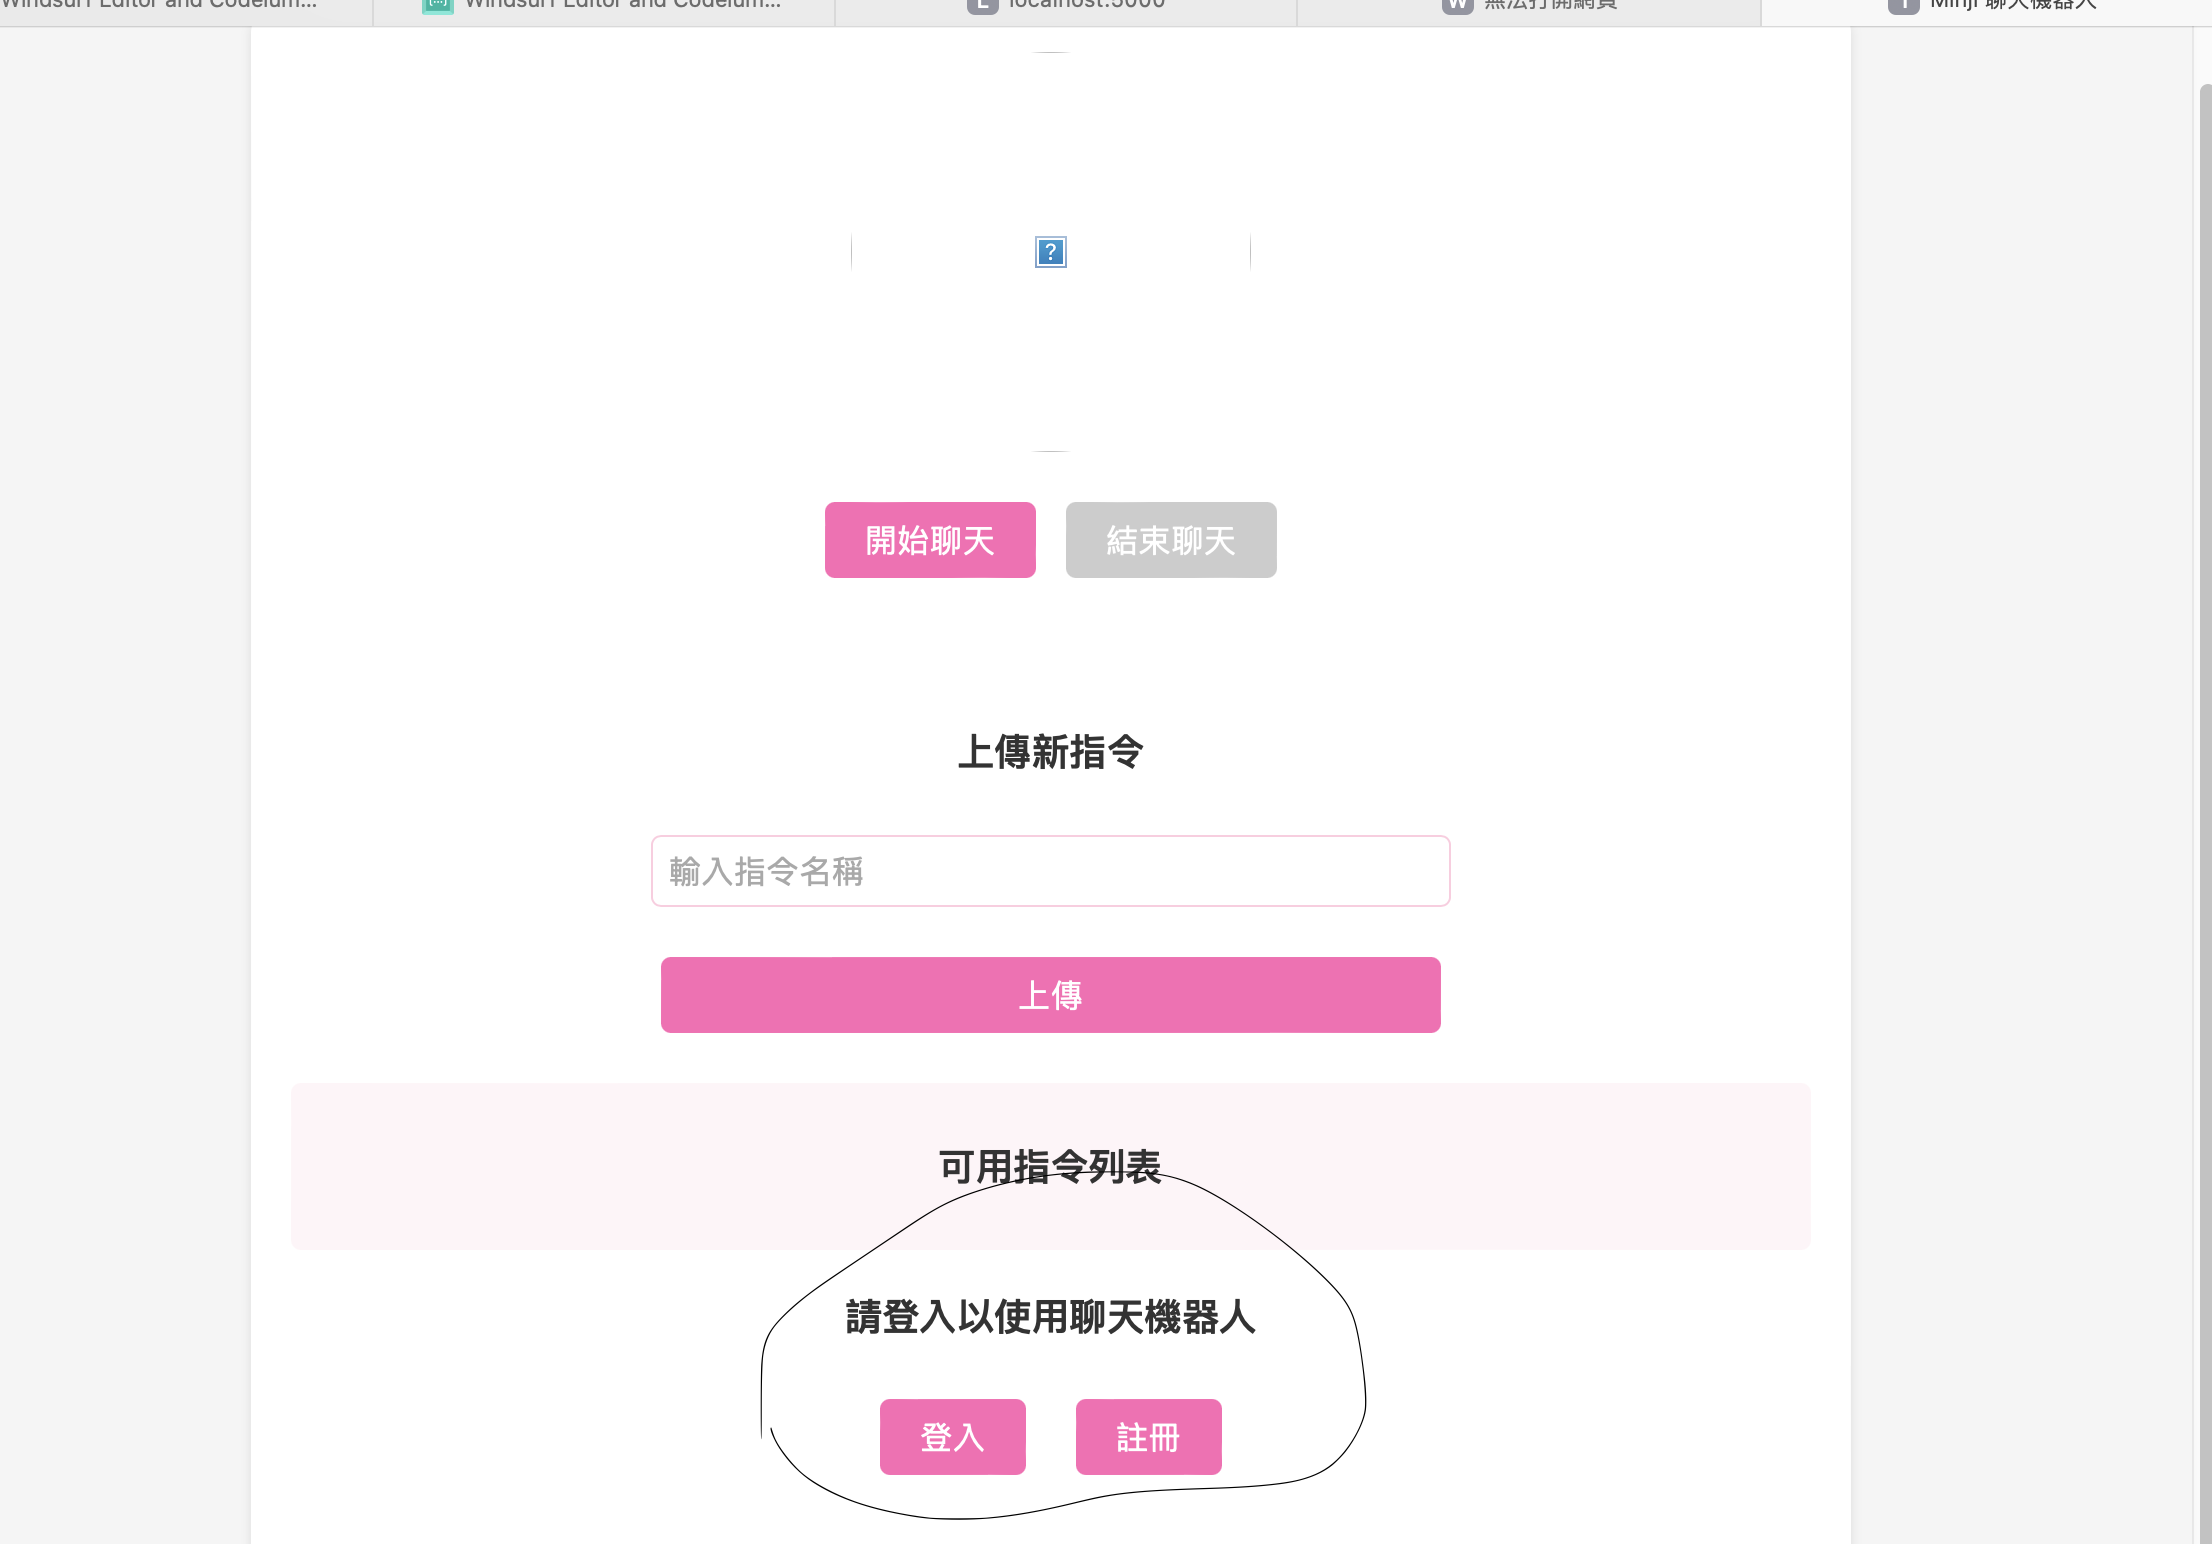 Windsurf Editor and Codeium...
Windsurf Editor and Codeium...
L localhost:5000
W 無法打開網頁
Minji 聊天機器人
?
開始聊天
結束聊天
上傳新指令
輸入指令名稱
上傳
可用指令列表
請登入以使用聊天機器人
登入
註冊